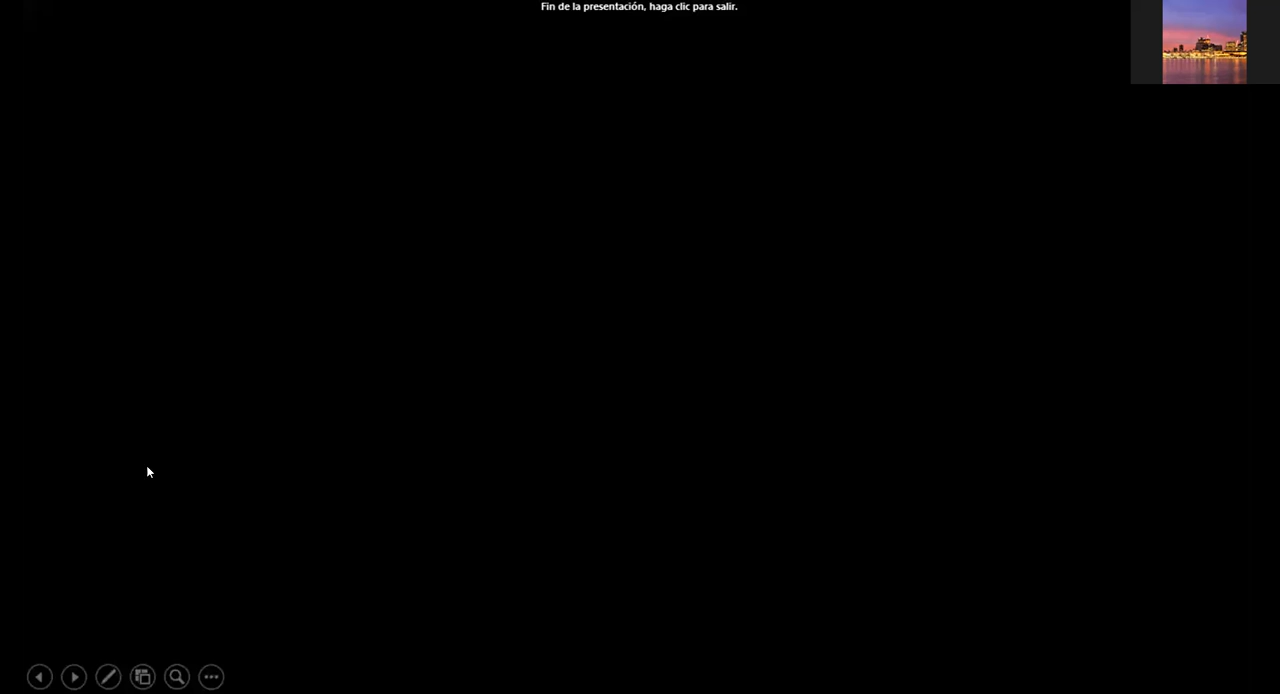 Fin de la presentación, haga clic para salir.